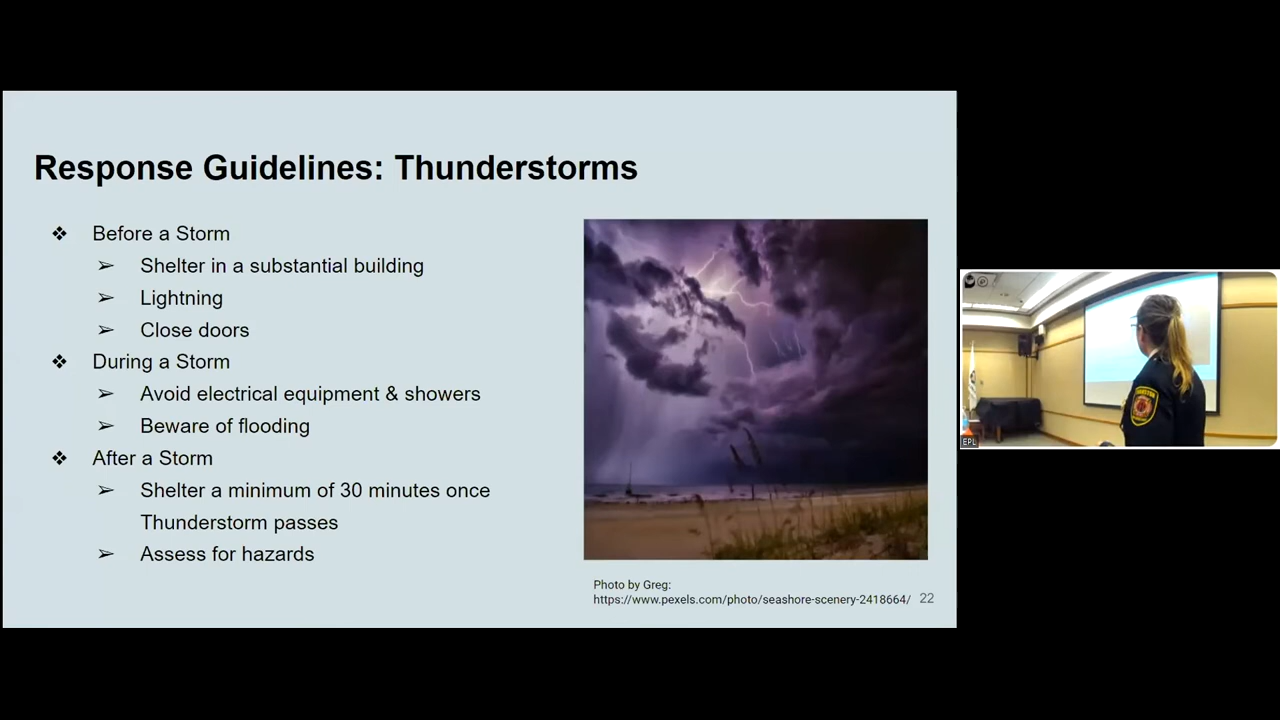 Response Guidelines: Thunderstorms
❖ Before a Storm
➢ Shelter in a substantial building
➢ Lightning
➢ Close doors
❖ During a Storm
➢ Avoid electrical equipment & showers
➢ Beware of flooding
❖ After a Storm
➢ Shelter a minimum of 30 minutes once
Thunderstorm passes
➢ Assess for hazards
Photo by Greg:
https://www.pexels.com/photo/seashore-scenery-2418664/ 22
EPL